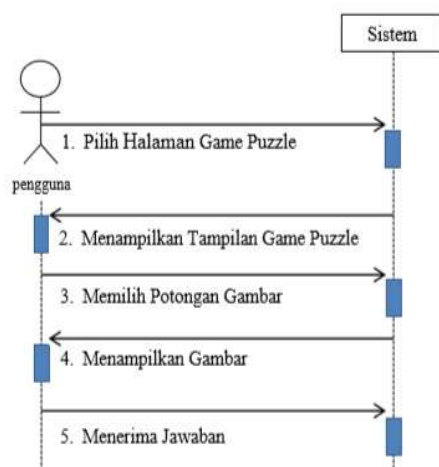 Sistem
1. Pilih Halaman Game Puzzle
pengguna
2. Menampilkan Tampilan Game Puzzle
3. Memilih Potongan Gambar
4. Menampilkan Gambar
5. Menerima Jawaban